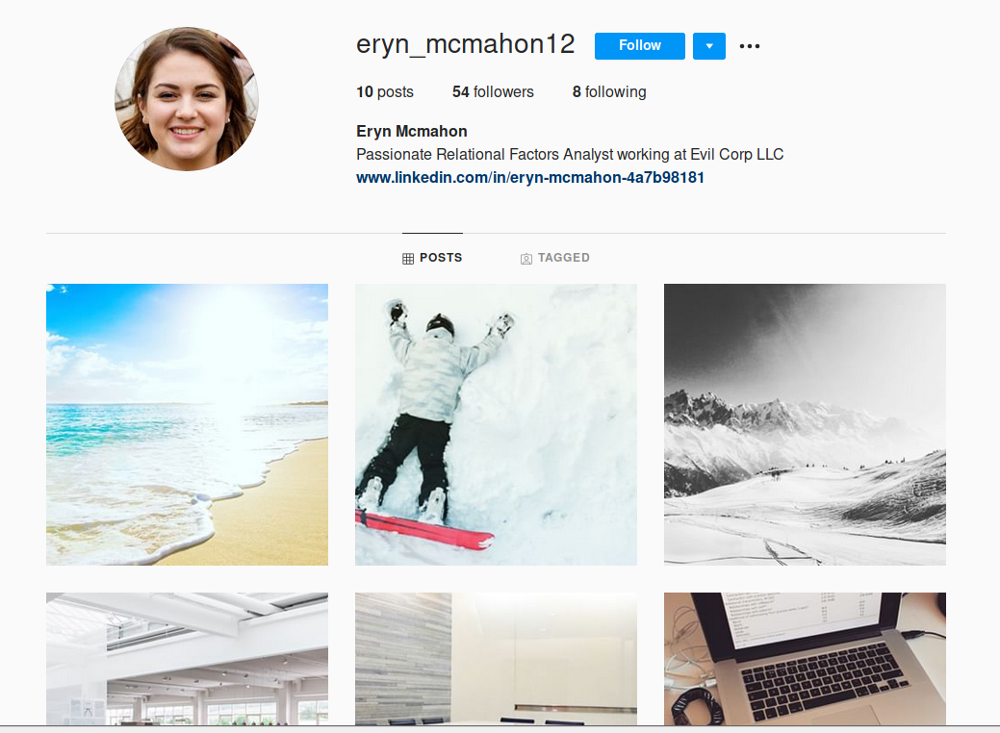 eryn_mcmahon12 Follow
10 posts 54 followers 8 following
Eryn Mcmahon
Passionate Relational Factors Analyst working at Evil Corp LLC
www.linkedin.com/in/eryn-mcmahon-4a7b98181
POSTS TAGGED